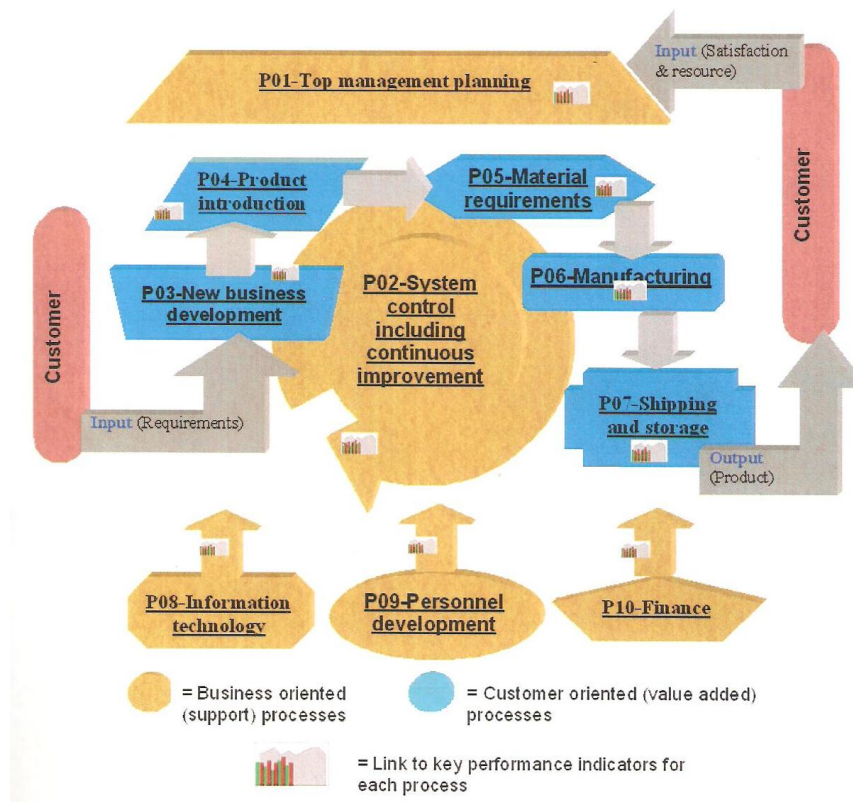 Input (Satisfaction
& resource)
P01-Top management planning
P04-Product
introduction
P05-Material
requirements
Customer
P03-New business
development
P02-System
control
including
continuous
improvement
P06-Manufacturing
Customer
P07-Shipping
and storage
Input (Requirements)
Output
(Product)
P08-Information
technology
P09-Personnel
development
P10-Finance
= Business oriented
(support) processes
= Customer oriented (value added)
processes
= Link to key performance indicators for
each process